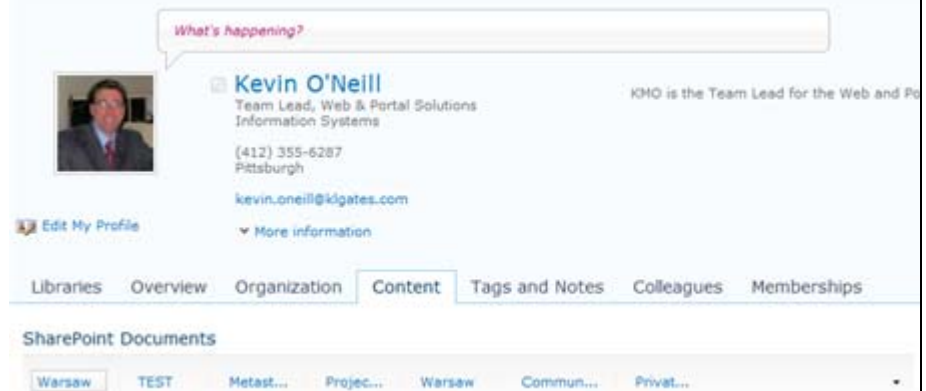 What's happening?
Kevin O'Neill
Team Lead, Web & Portal Solutions
Information Systems
KMO is the Team Lead for the Web and Po
(412) 355-6287
Pittsburgh
kevin.oneill@klgates.com
Edit My Profile
More information
Libraries Overview Organization Content Tags and Notes Colleagues Memberships
SharePoint Documents
Warsaw TEST Metast... Projec... Warsaw Commun... Privat...